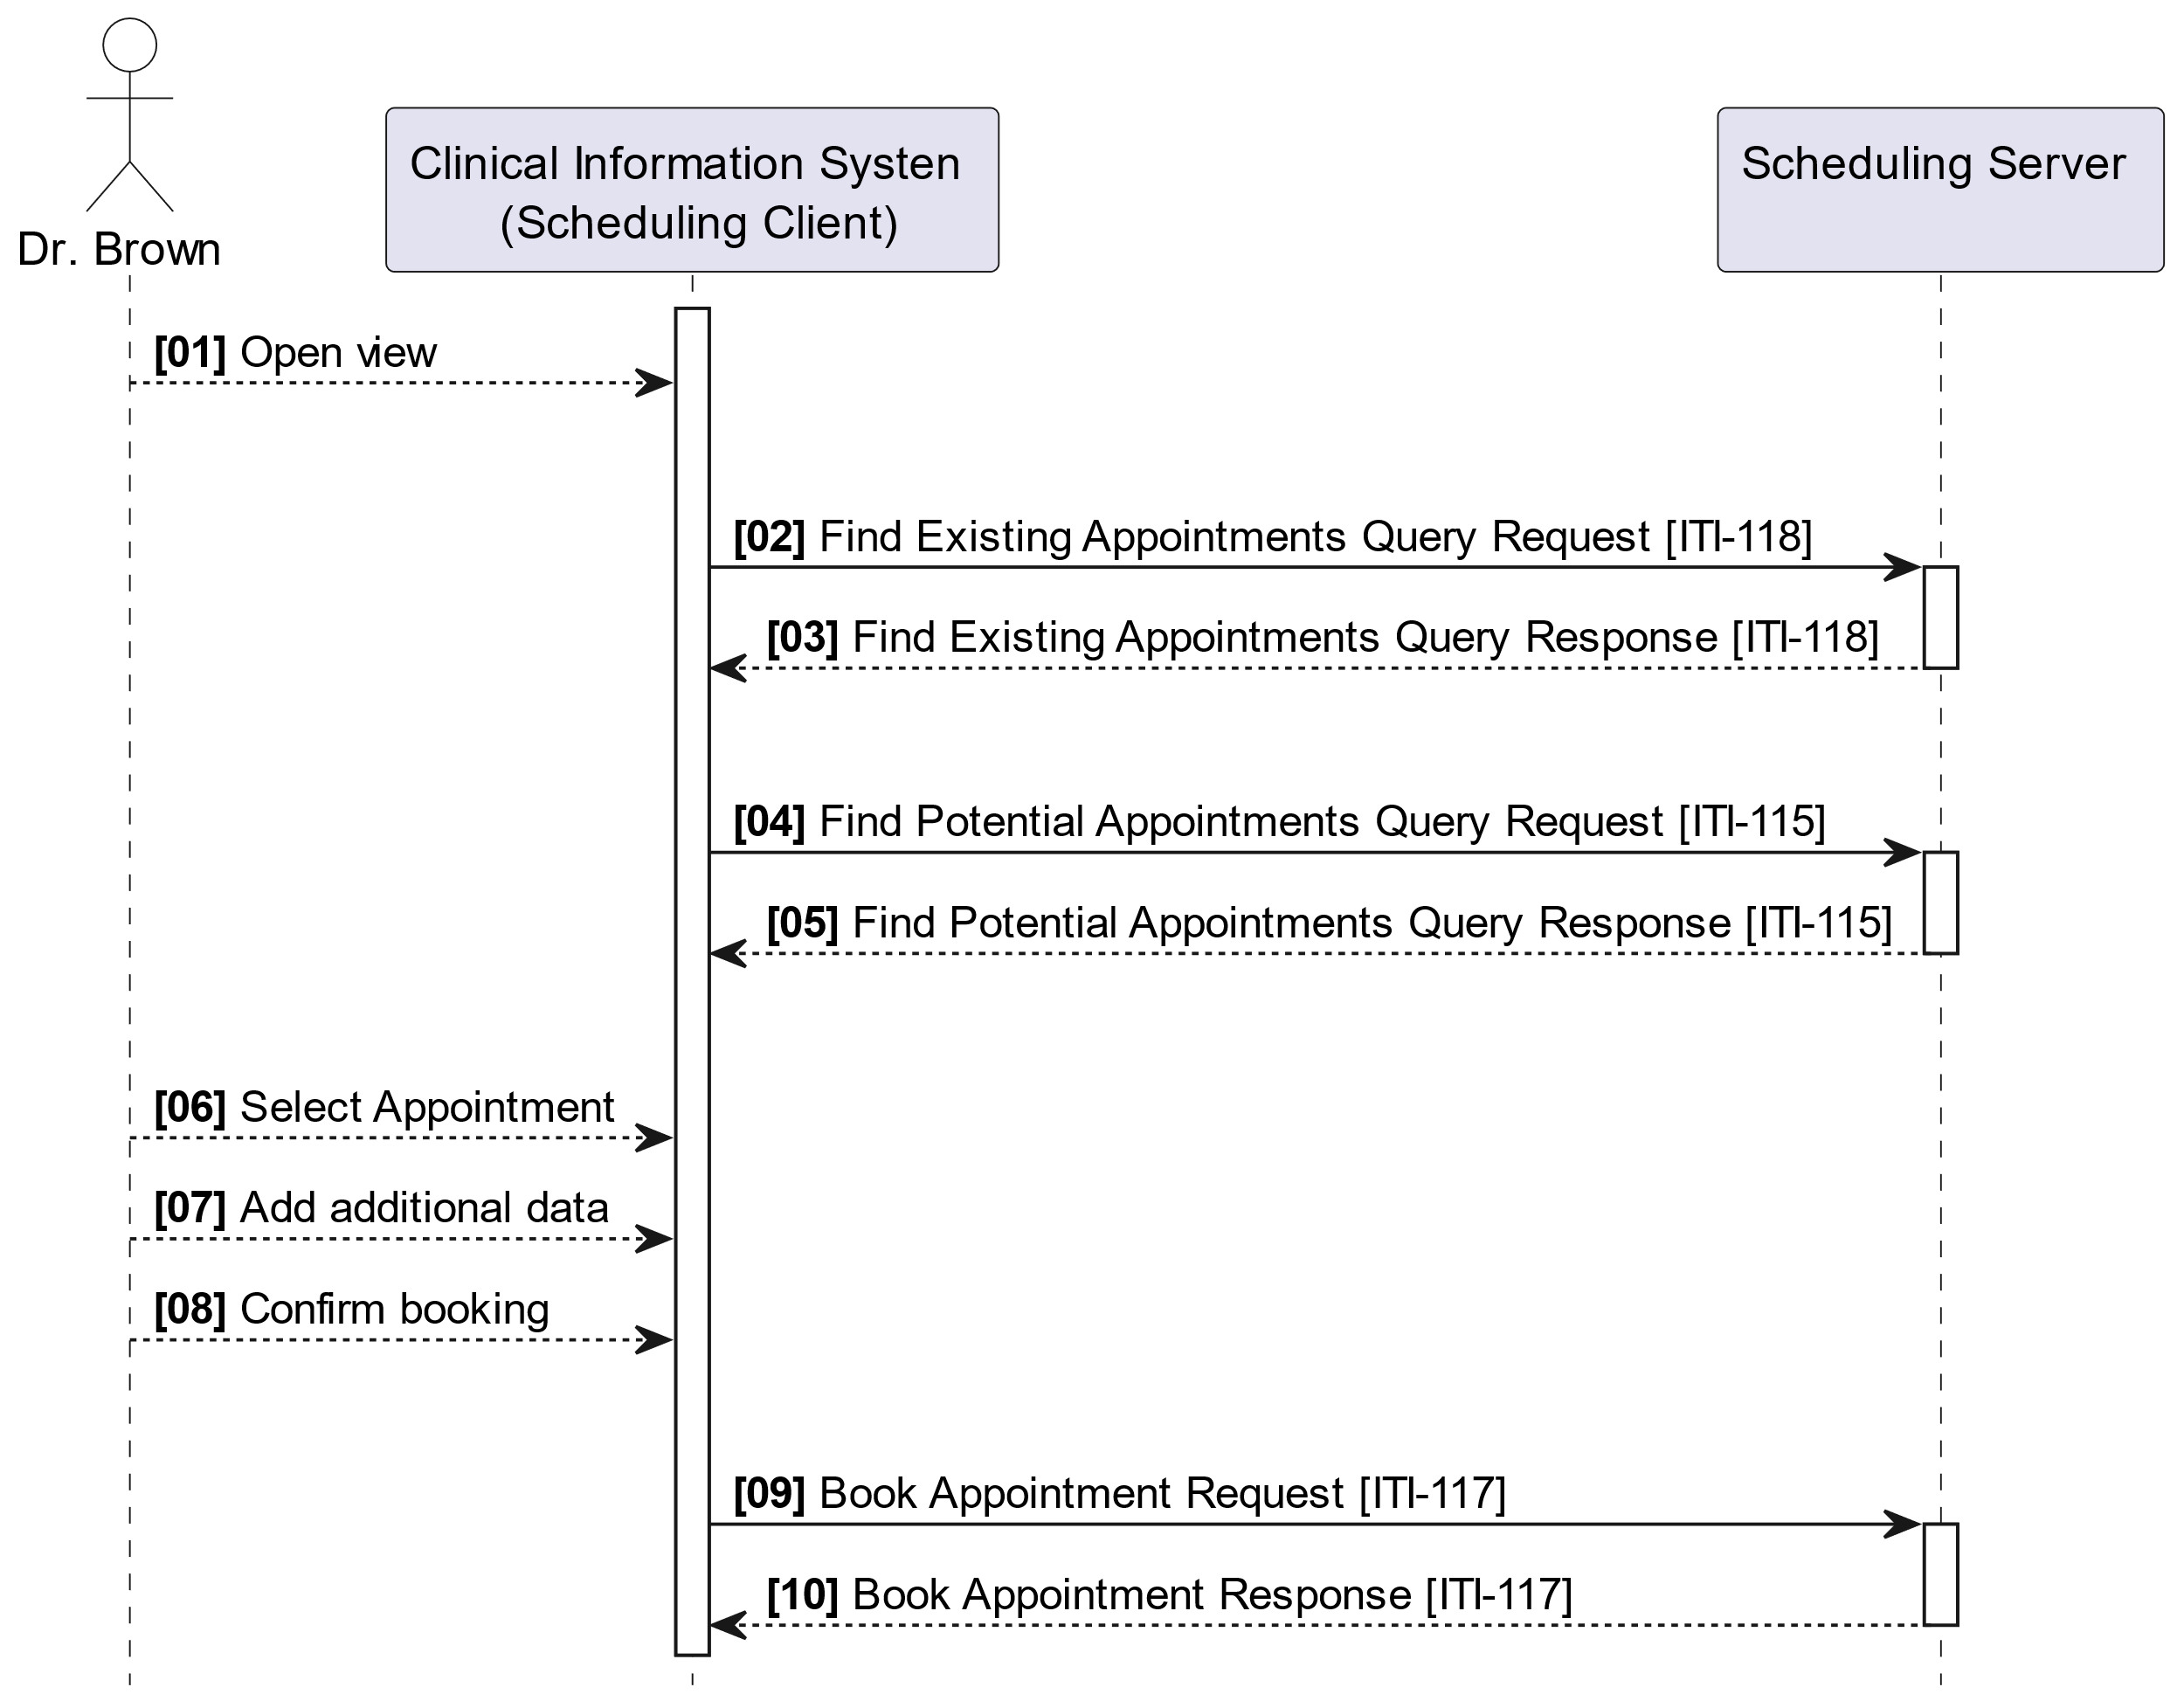 Dr. Brown
Clinical Information Systen
(Scheduling Client)
Scheduling Server
[01] Open view
[02] Find Existing Appointments Query Request [ITI-118]
[03] Find Existing Appointments Query Response [ITI-118]
[04] Find Potential Appointments Query Request [ITI-115]
[05] Find Potential Appointments Query Response [ITI-115]
[06] Select Appointment
[07] Add additional data
[08] Confirm booking
[09] Book Appointment Request [ITI-117]
[10] Book Appointment Response [ITI-117]